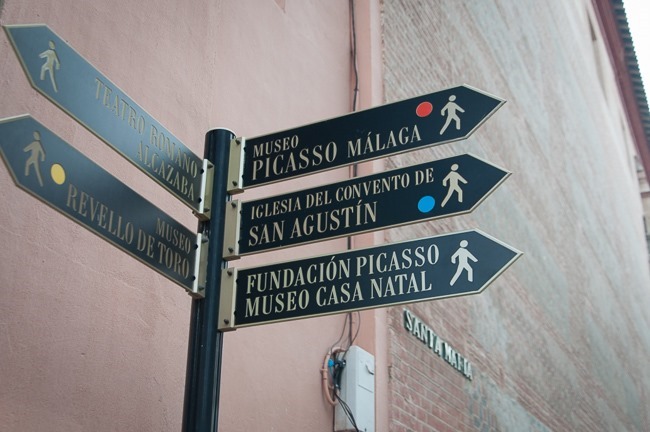 TEATRO ROMANO
ALCAZABA
MUSEO
REVELLO DE TORO
MUSEO
PICASSO MÁLAGA
IGLESIA DEL CONVENTO DE
SAN AGUSTÍN
FUNDACIÓN PICASSO
MUSEO CASA NATAL
SANTA MARIA